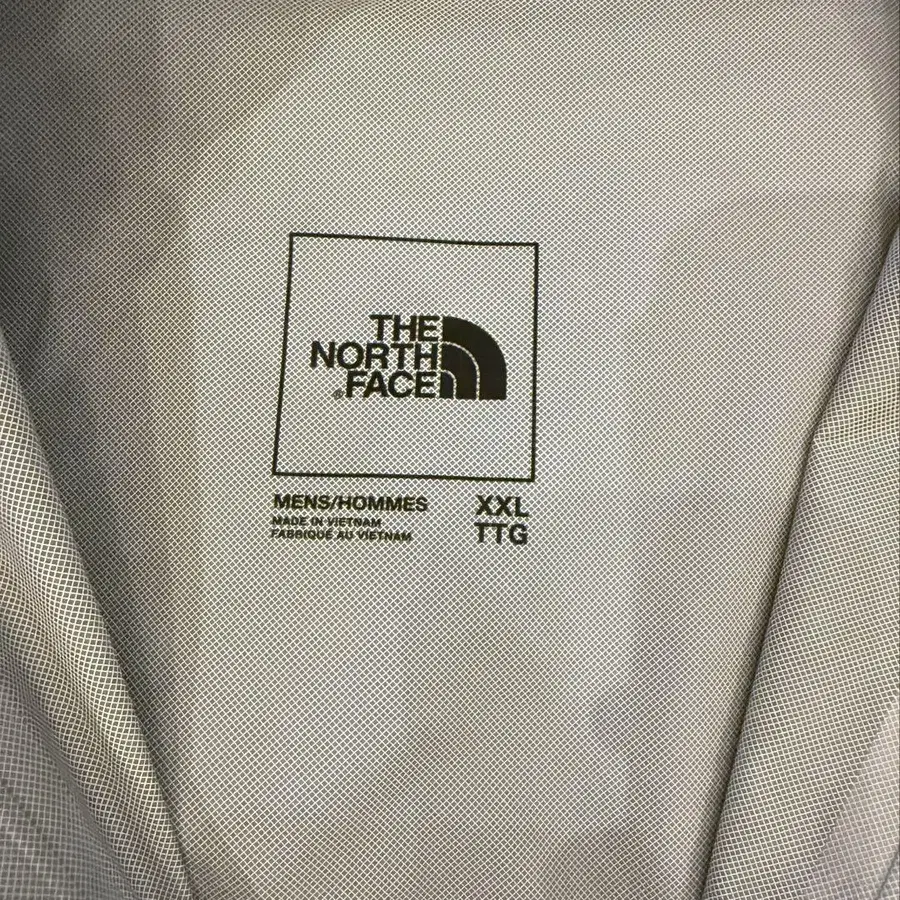 THE
NORTH
®FACE
MENS/HOMMES XXL
MADE IN VIETNAM TTG
FABRIQUÉ AU VIETNAM